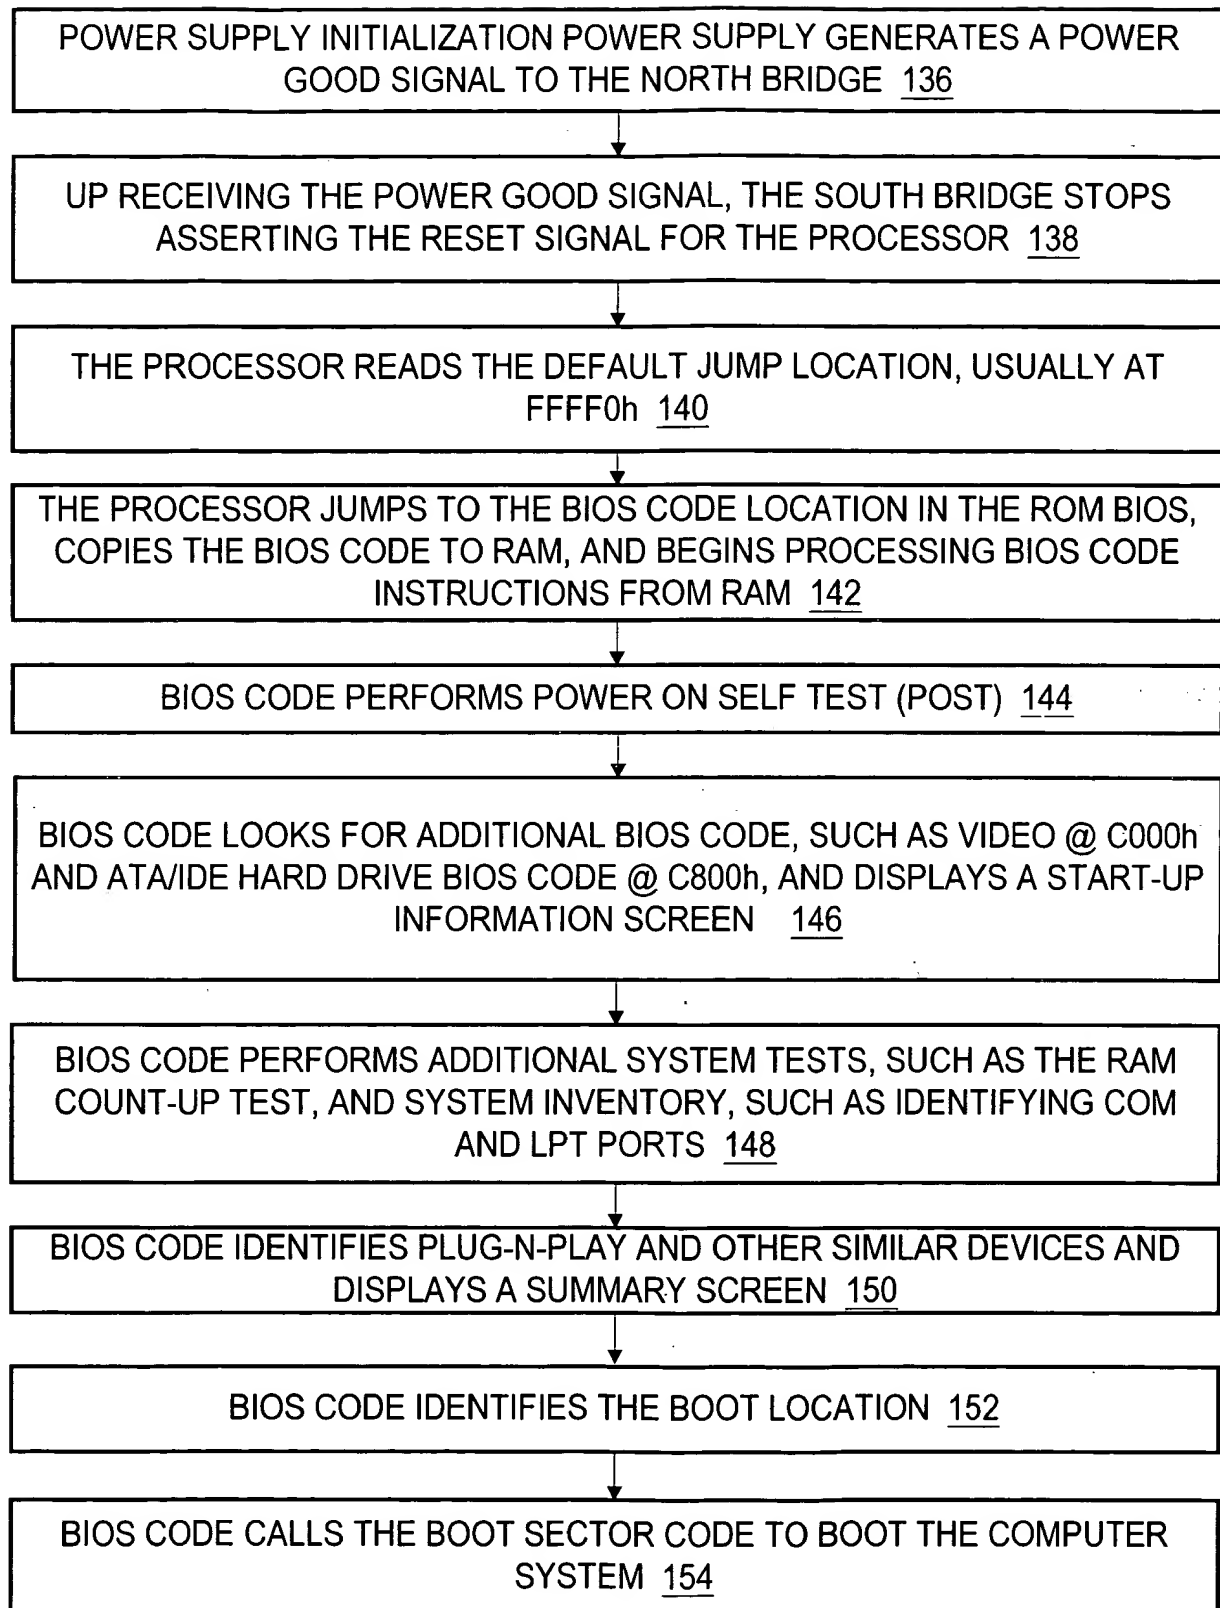 POWER SUPPLY INITIALIZATION POWER SUPPLY GENERATES A POWER
GOOD SIGNAL TO THE NORTH BRIDGE 136
UP RECEIVING THE POWER GOOD SIGNAL, THE SOUTH BRIDGE STOPS
ASSERTING THE RESET SIGNAL FOR THE PROCESSOR 138
THE PROCESSOR READS THE DEFAULT JUMP LOCATION, USUALLY AT
FFFF0h 140
THE PROCESSOR JUMPS TO THE BIOS CODE LOCATION IN THE ROM BIOS,
COPIES THE BIOS CODE TO RAM, AND BEGINS PROCESSING BIOS CODE
INSTRUCTIONS FROM RAM 142
BIOS CODE PERFORMS POWER ON SELF TEST (POST) 144
BIOS CODE LOOKS FOR ADDITIONAL BIOS CODE, SUCH AS VIDEO @ C000h
AND ATA/IDE HARD DRIVE BIOS CODE @ C800h, AND DISPLAYS A START-UP
INFORMATION SCREEN 146
BIOS CODE PERFORMS ADDITIONAL SYSTEM TESTS, SUCH AS THE RAM
COUNT-UP TEST, AND SYSTEM INVENTORY, SUCH AS IDENTIFYING COM
AND LPT PORTS 148
BIOS CODE IDENTIFIES PLUG-N-PLAY AND OTHER SIMILAR DEVICES AND
DISPLAYS A SUMMARY SCREEN 150
BIOS CODE IDENTIFIES THE BOOT LOCATION 152
BIOS CODE CALLS THE BOOT SECTOR CODE TO BOOT THE COMPUTER
SYSTEM 154